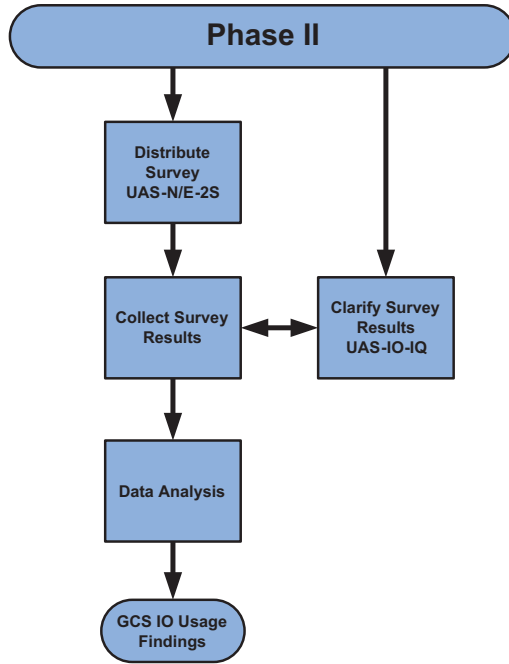 Phase II
Distribute
Survey
UAS-N/E-2S
Collect Survey
Results
Clarify Survey
Results
UAS-IO-IQ
Data Analysis
GCS IO Usage
Findings